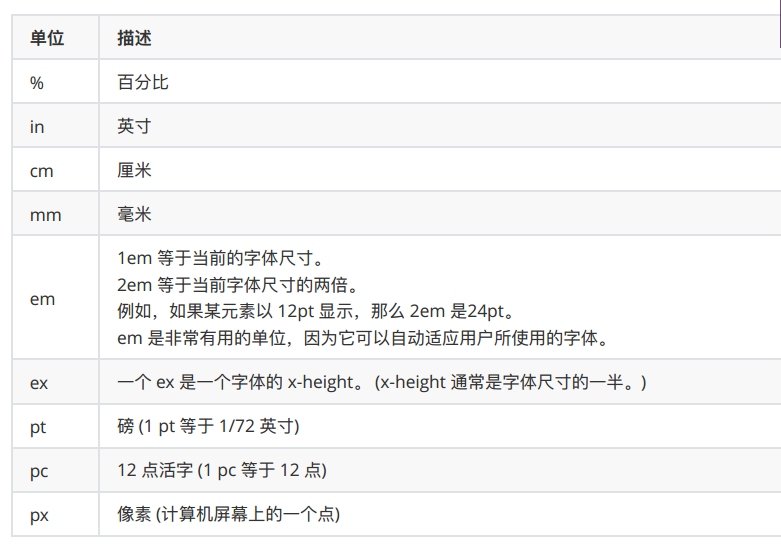 单位 描述
% 百分比
in 英寸
cm 厘米
mm 毫米
em 1em 等于当前的字体尺寸。
2em 等于当前字体尺寸的两倍。
例如，如果某元素以 12pt 显示，那么 2em 是24pt。
em 是非常有用的单位，因为它可以自动适应用户所使用的字体。
ex 一个 ex 是一个字体的 x-height。 (x-height 通常是字体尺寸的一半。)
pt 磅 (1 pt 等于 1/72 英寸)
pc 12 点活字 (1 pc 等于 12 点)
px 像素 (计算机屏幕上的一个点)